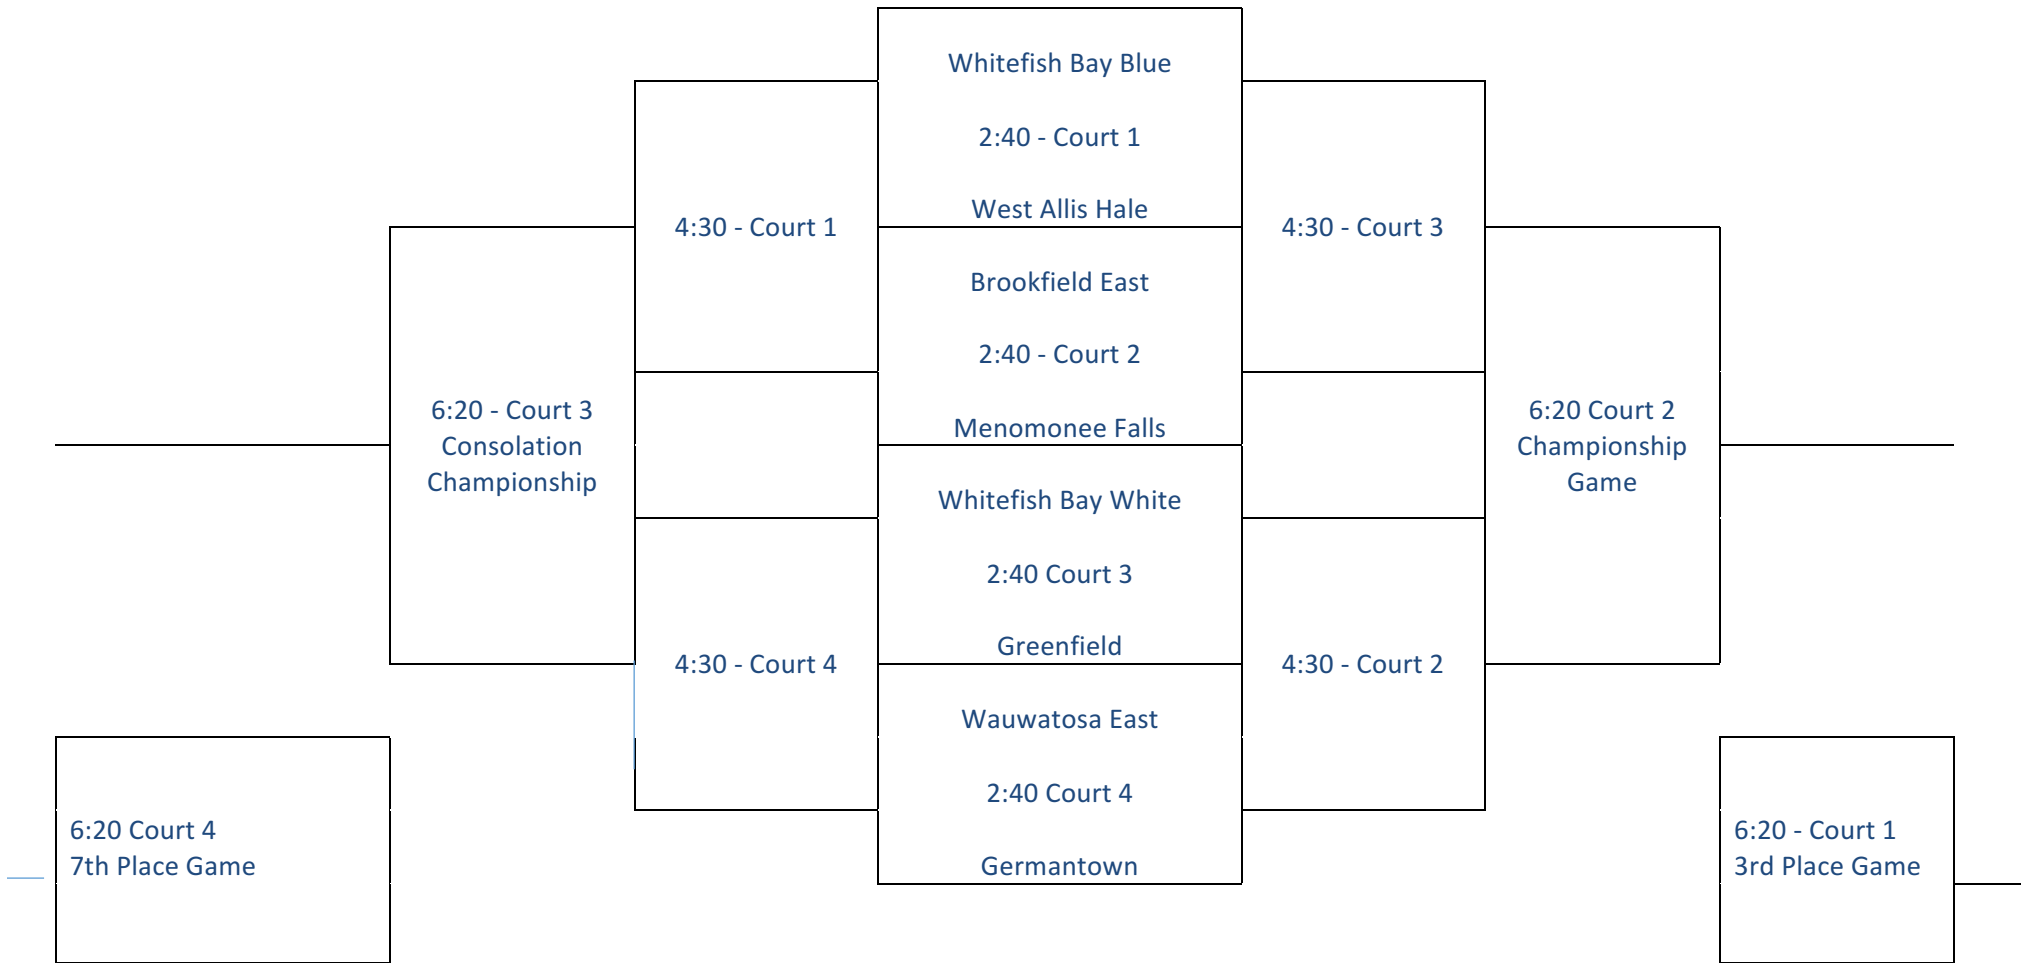 Whitefish Bay Blue
2:40 - Court 1
West Allis Hale
4:30 - Court 1
4:30 - Court 3
Brookfield East
2:40 - Court 2
Menomonee Falls
6:20 - Court 3
Consolation
Championship
6:20 Court 2
Championship
Game
Whitefish Bay White
2:40 Court 3
Greenfield
4:30 - Court 4
4:30 - Court 2
Wauwatosa East
2:40 Court 4
Germantown
6:20 Court 4
7th Place Game
6:20 - Court 1
3rd Place Game